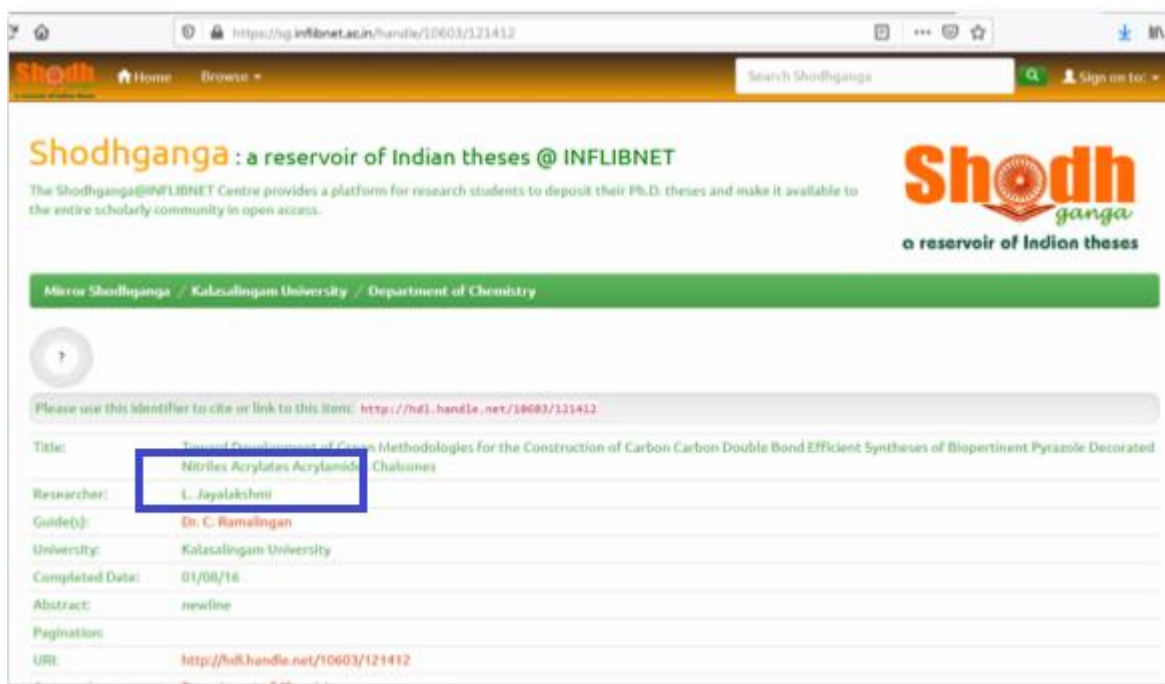 https://sg.inflibnet.ac.in/handle/10603/121412
Shodh Home Browse Search Shodhganga Sign on to:
Shodhganga : a reservoir of Indian theses @ INFLIBNET
The Shodhganga@INFLIBNET Centre provides a platform for research students to deposit their Ph.D. theses and make it available to
the entire scholarly community in open access.
Shodh
ganga
a reservoir of Indian theses
Mirror Shodhganga / Kalasalingam University / Department of Chemistry
?
Please use this identifier to cite or link to this item: http://hdl.handle.net/10603/121412
Title: Toward Development of Green Methodologies for the Construction of Carbon Carbon Double Bond Efficient Syntheses of Biopertinent Pyrazole Decorated
Nitriles Acrylates Acrylamides Chalcones
Researcher: L. Jayalakshmi
Guide(s): Dr. C. Ramalingan
University: Kalasalingam University
Completed Date: 01/08/16
Abstract: newline
Pagination:
URI: http://hdl.handle.net/10603/121412